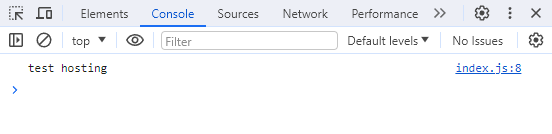 Elements Console Sources Network Performance
top Filter Default levels No Issues
test hosting index.js:8